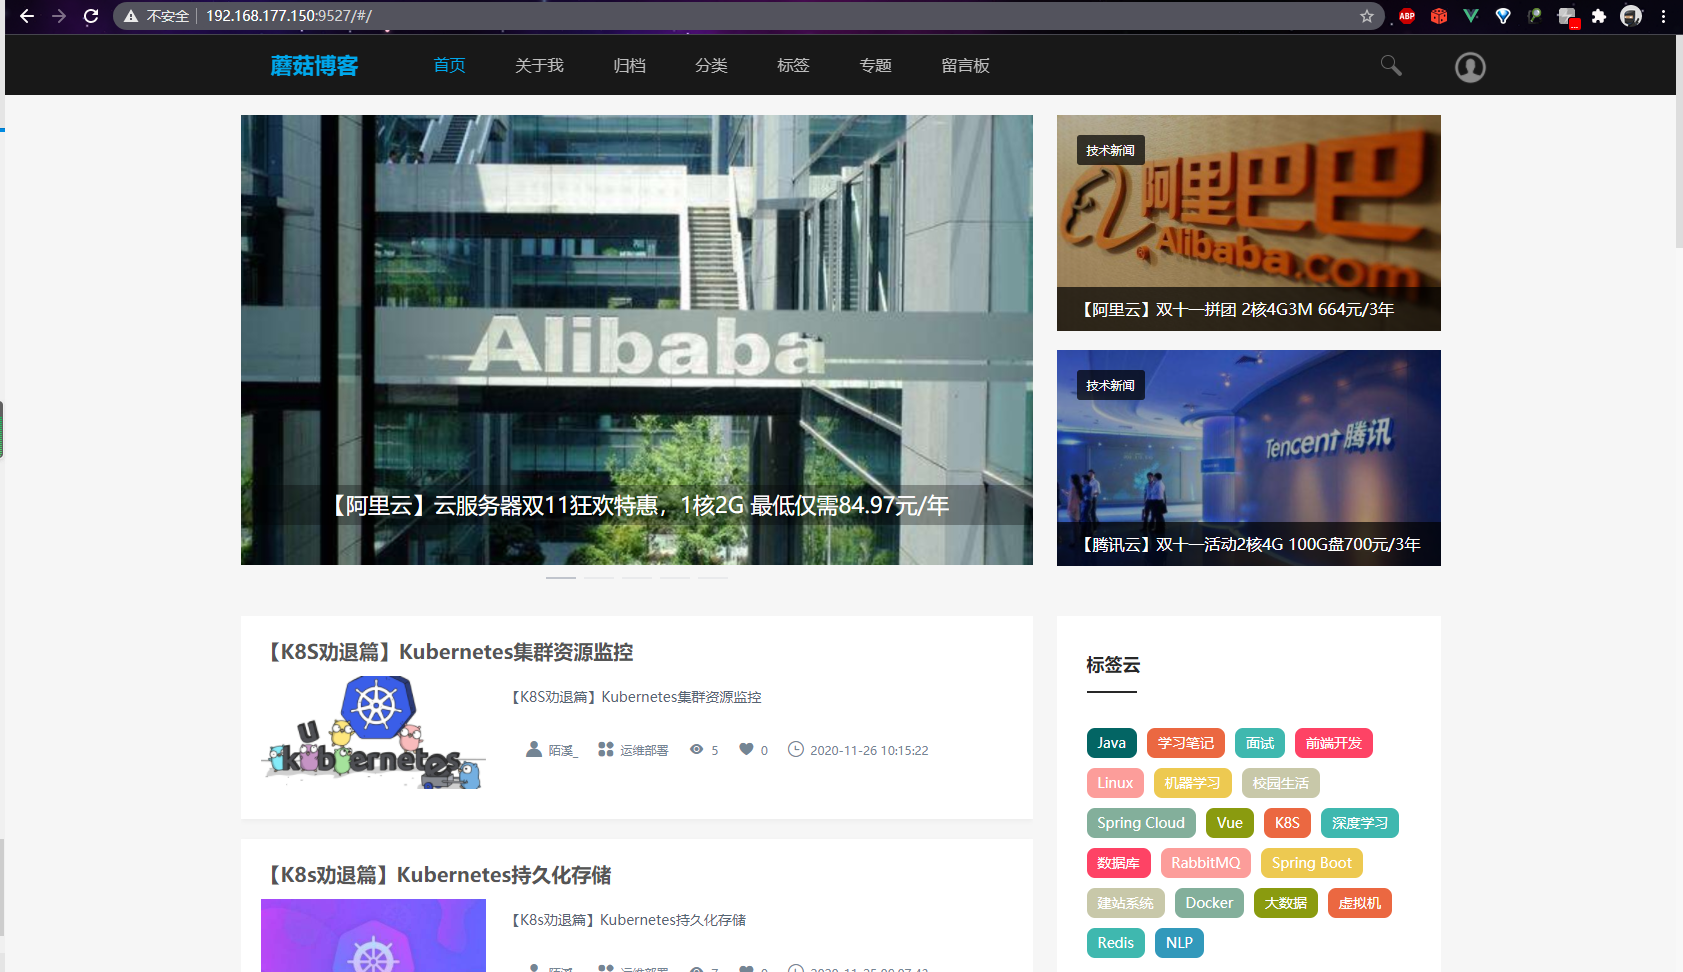 不安全 192.168.177.150:9527/#/
ABP
蘑菇博客 首页 关于我 归档 分类 标签 专题 留言板
Alibaba
【阿里云】云服务器双11狂欢特惠，1核2G 最低仅需84.97元/年
技术新闻
阿里巴巴
Alibaba.com
【阿里云】双十一拼团 2核4G3M 664元/3年
技术新闻
Tencent 腾讯
【腾讯云】双十一活动2核4G 100G盘700元/3年
【K8S劝退篇】Kubernetes集群资源监控
kubernetes
【K8S劝退篇】Kubernetes集群资源监控
陌溪_ 运维部署 5 0 2020-11-26 10:15:22
【K8s劝退篇】Kubernetes持久化存储
【K8s劝退篇】Kubernetes持久化存储
标签云
Java 学习笔记 面试 前端开发
Linux 机器学习 校园生活
Spring Cloud Vue K8S 深度学习
数据库 RabbitMQ Spring Boot
建站系统 Docker 大数据 虚拟机
Redis NLP